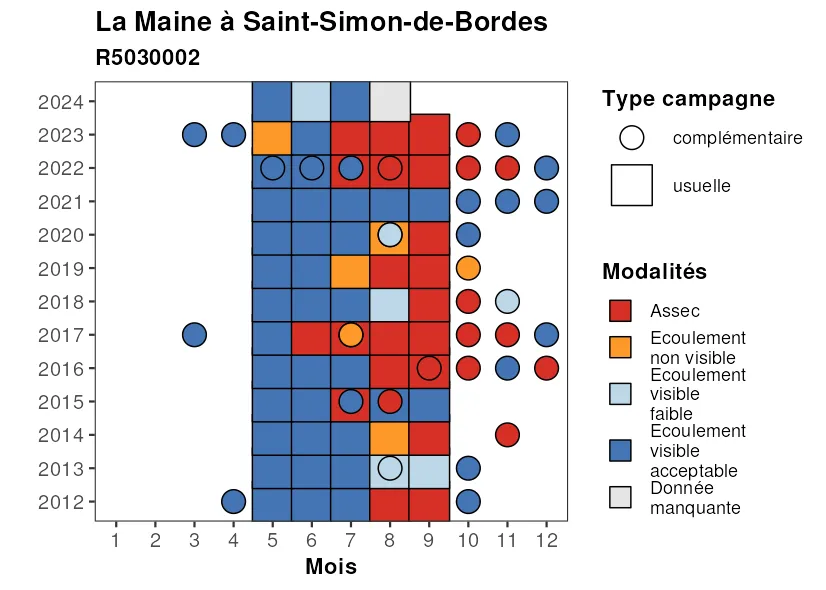 La Maine à Saint-Simon-de-Bordes
R5030002
2024
2023
2022
2021
2020
2019
2018
2017
2016
2015
2014
2013
2012
1 2 3 4 5 6 7 8 9 10 11 12
Mois
Type campagne
complémentaire
usuelle
Modalités
Assec
Ecoulement
non visible
Ecoulement
visible
faible
Ecoulement
visible
acceptable
Donnée
manquante